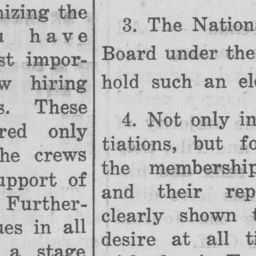 nizing the
u have
st impor-
w hiring
s. These
red only
he crews
upport of
Further-
ues in all
a stage
3. The Nation
Board under the
hold such an el
4. Not only in
tiations, but fo
the membership
and their rep
clearly shown t
desire at all ti